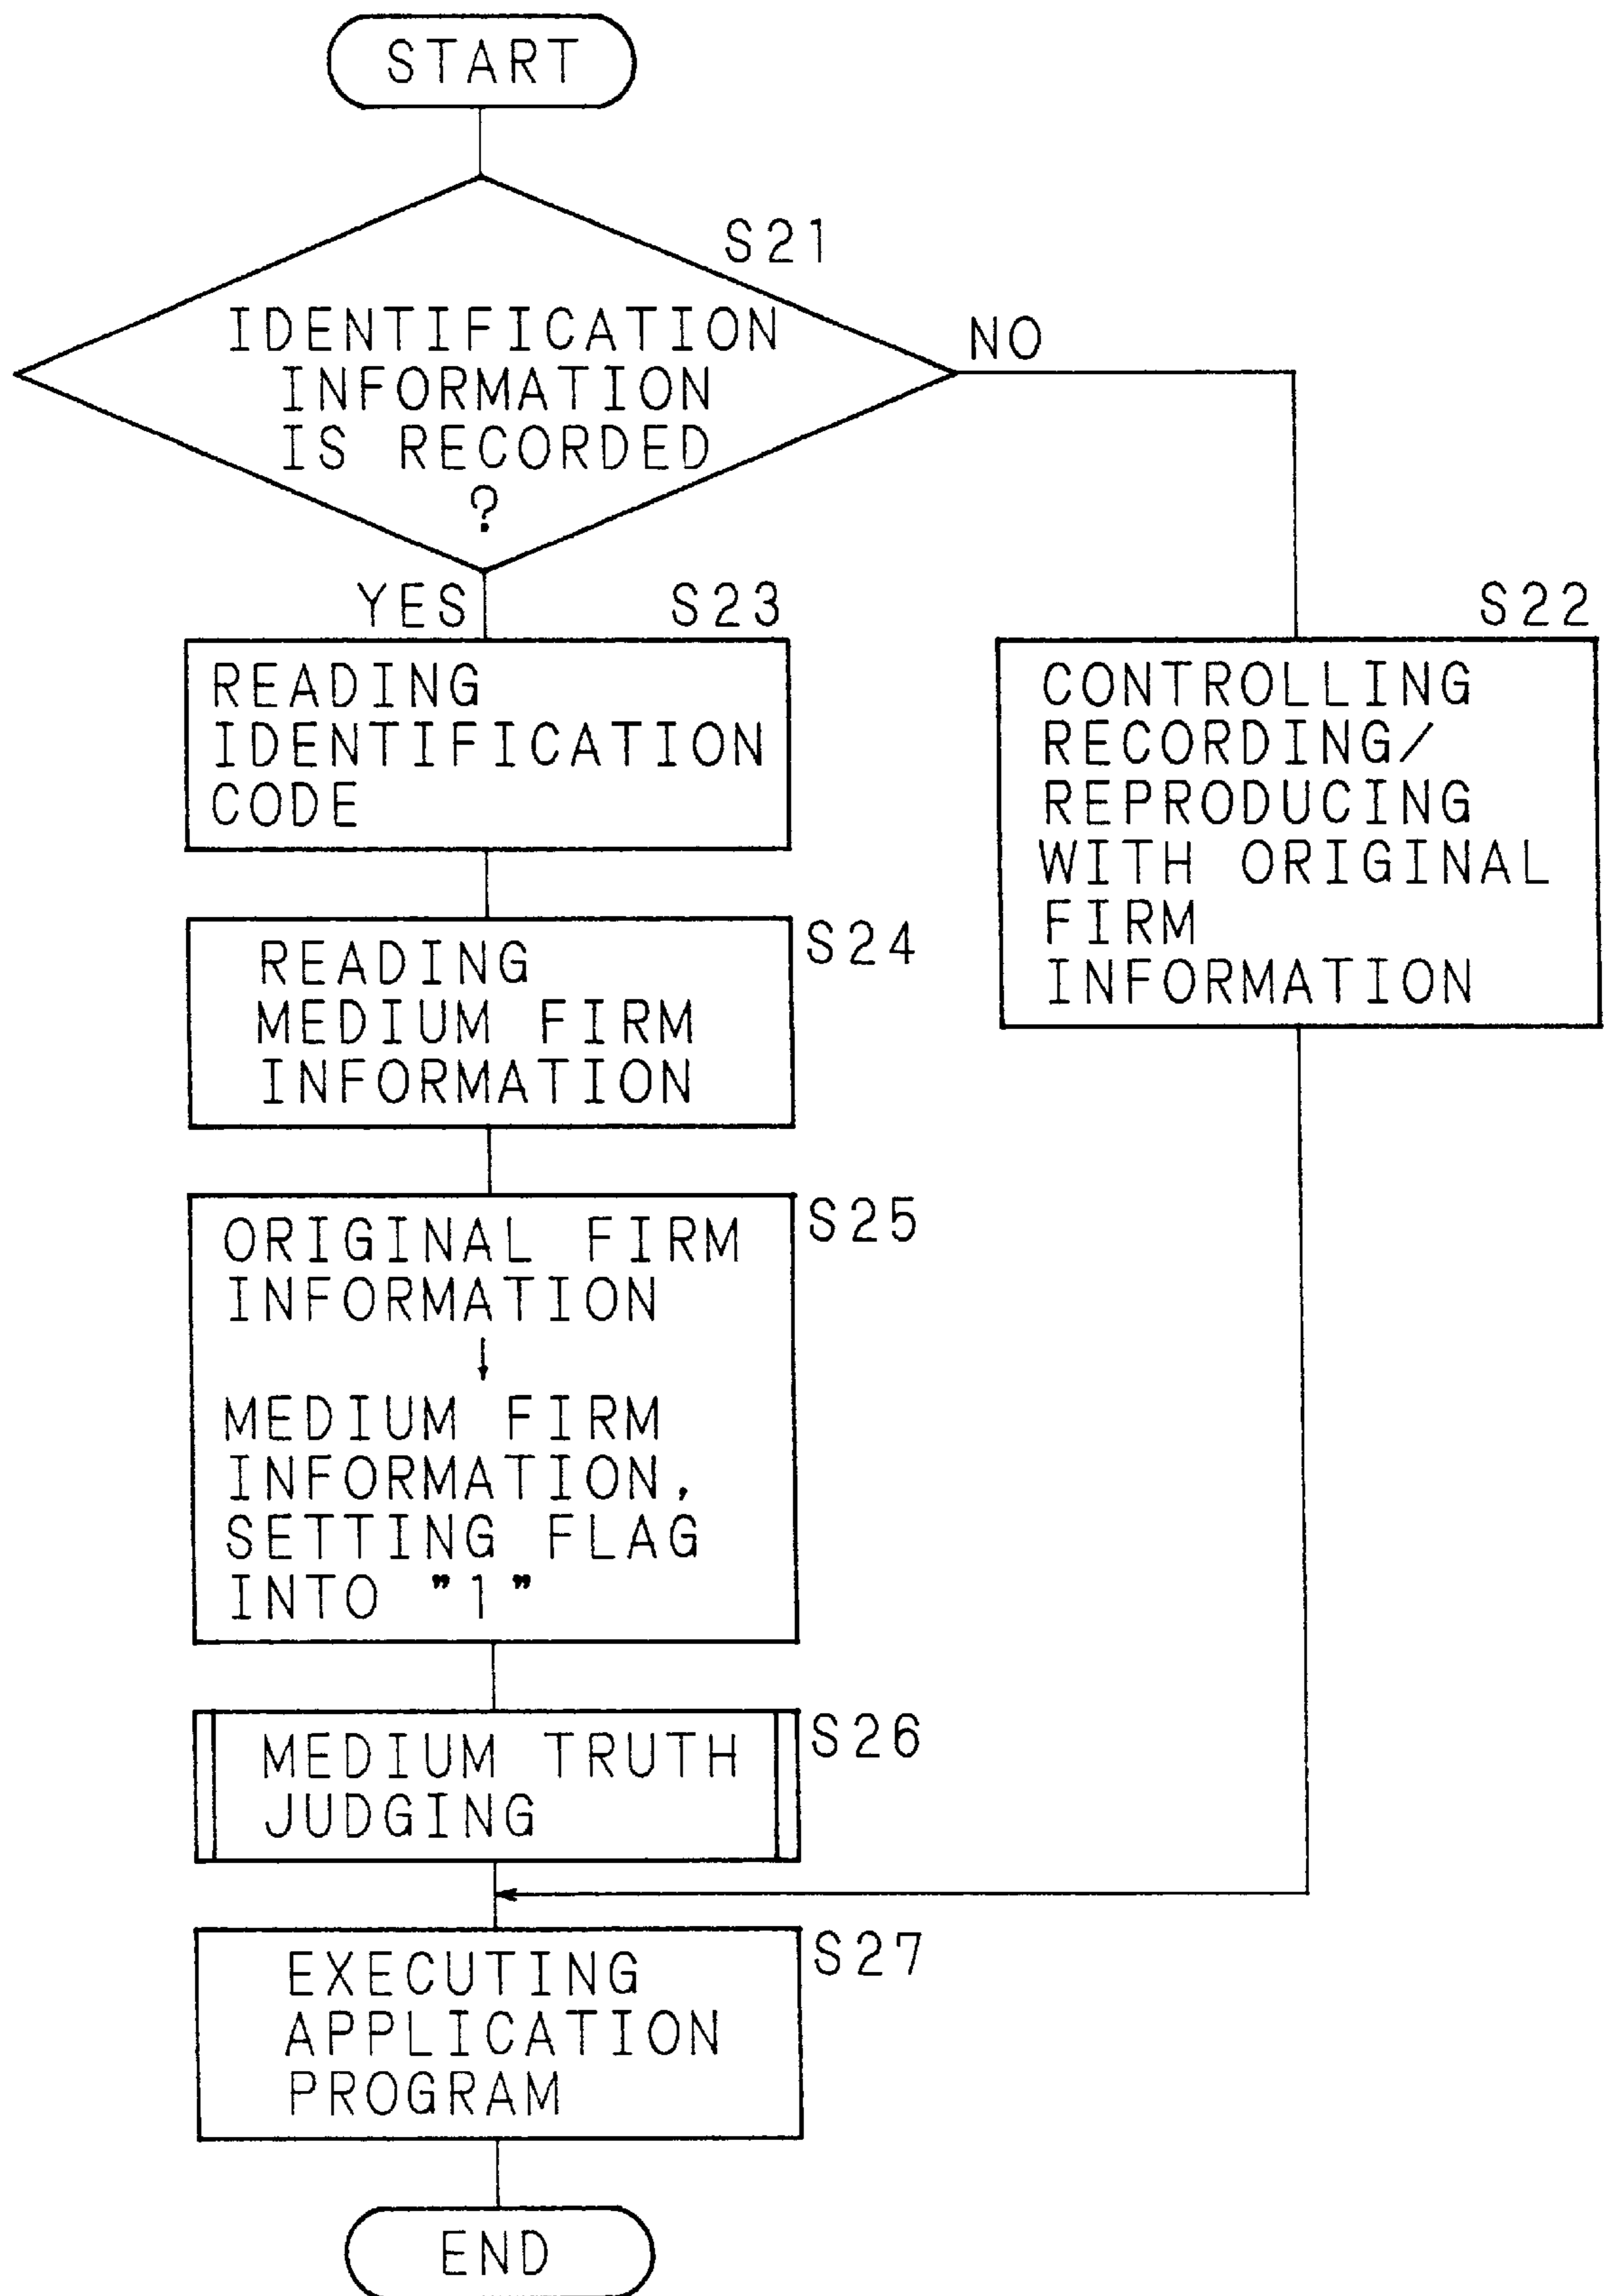 START
S21
IDENTIFICATION
INFORMATION
IS RECORDED
?
NO
YES
S23
READING
IDENTIFICATION
CODE
S22
CONTROLLING
RECORDING/
REPRODUCING
WITH ORIGINAL
FIRM
INFORMATION
S24
READING
MEDIUM FIRM
INFORMATION
S25
ORIGINAL FIRM
INFORMATION
↓
MEDIUM FIRM
INFORMATION,
SETTING FLAG
INTO "1"
S26
MEDIUM TRUTH
JUDGING
S27
EXECUTING
APPLICATION
PROGRAM
END